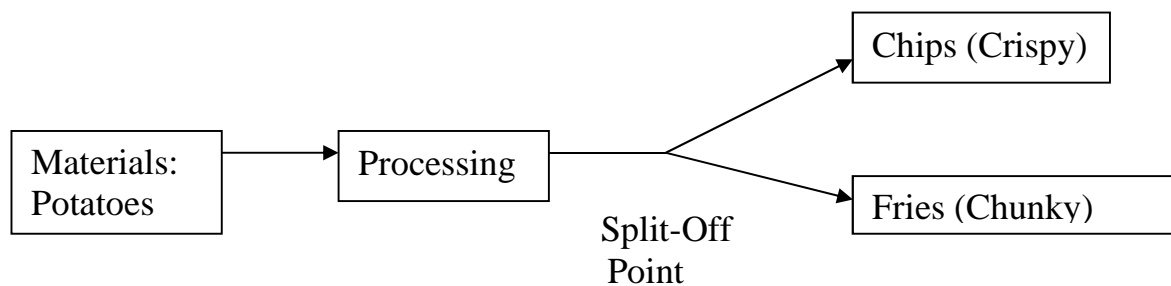 Materials:
Potatoes
Processing
Split-Off
Point
Chips (Crispy)
Fries (Chunky)